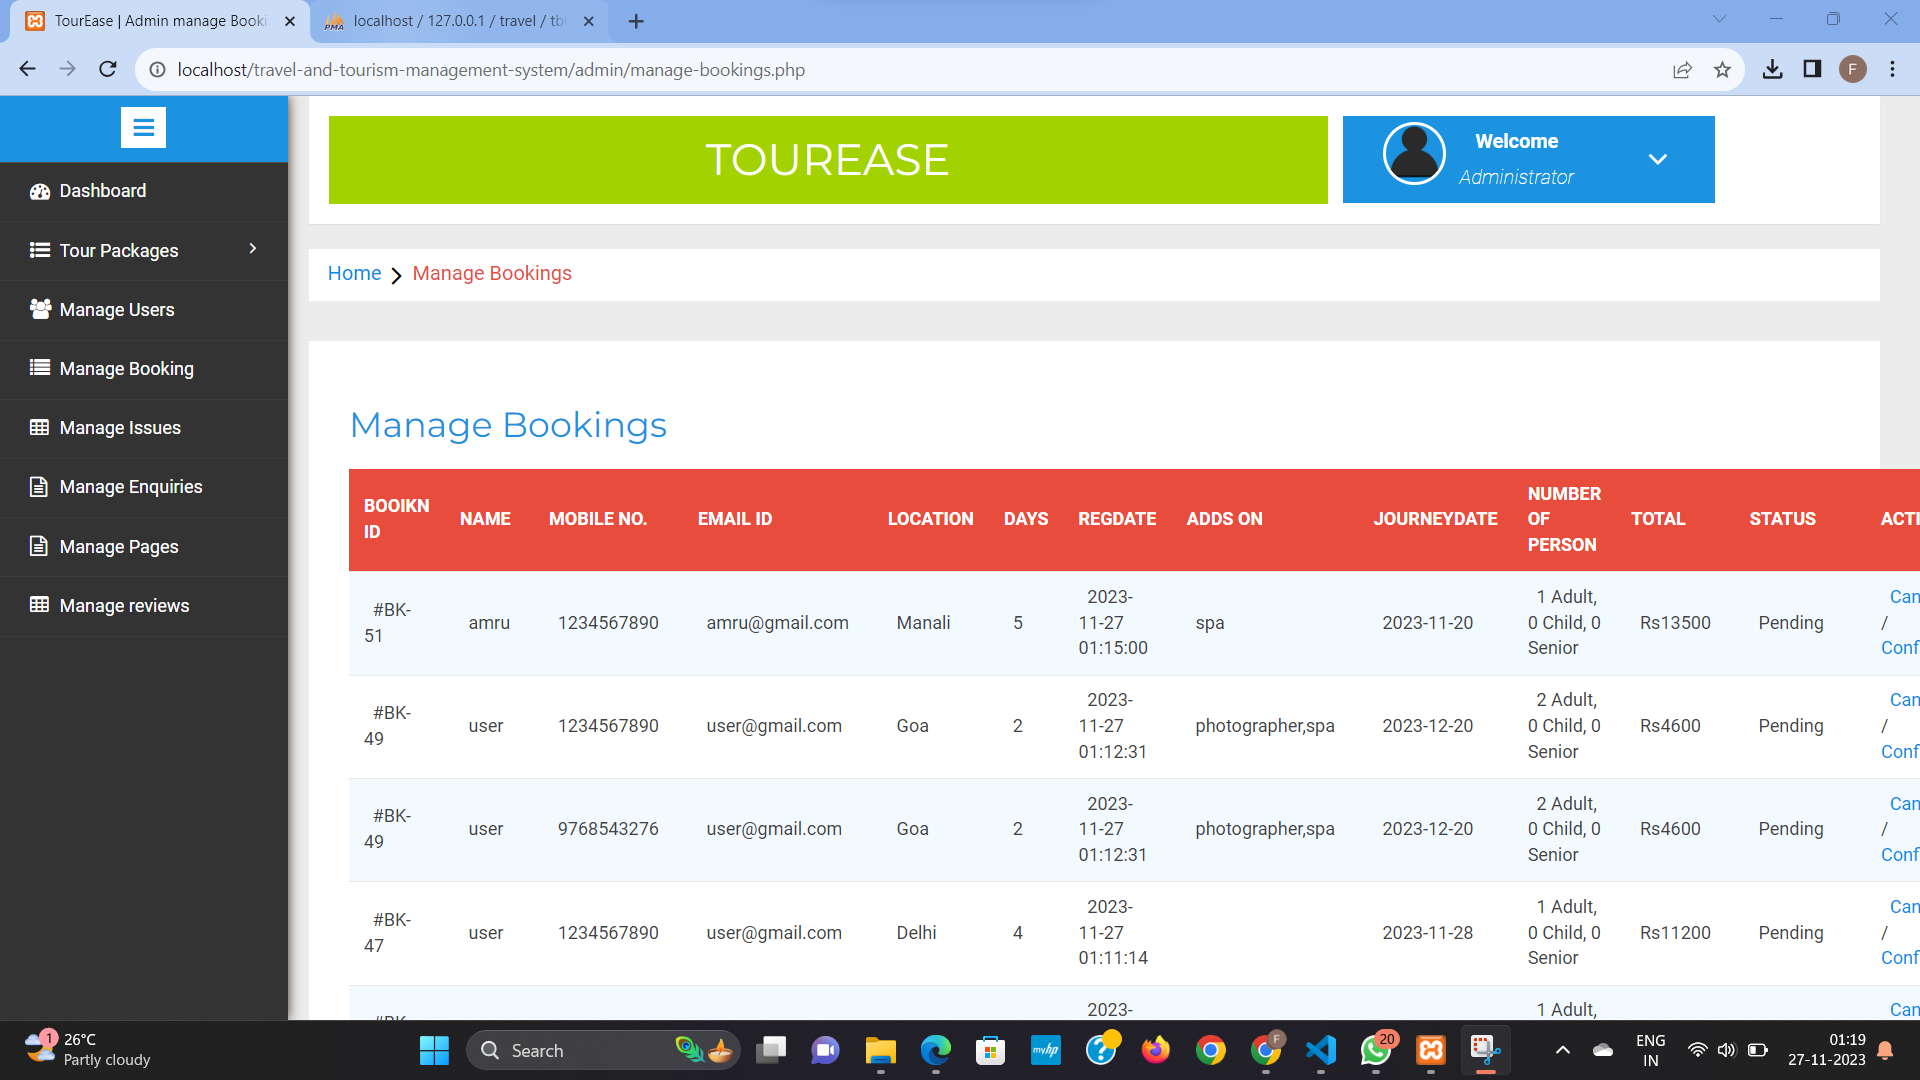 TourEase | Admin manage Booki
localhost / 127.0.0.1 / travel / tbl
localhost/travel-and-tourism-management-system/admin/manage-bookings.php
F
TOUREASE
Welcome
Administrator
Dashboard
Tour Packages
Manage Users
Manage Booking
Manage Issues
Manage Enquiries
Manage Pages
Manage reviews
Home
Manage Bookings
Manage Bookings
BOOIKN ID NAME MOBILE NO. EMAIL ID LOCATION DAYS REGDATE ADDS ON JOURNEYDATE NUMBER OF PERSON TOTAL STATUS ACTI
#BK-51 amru 1234567890 amru@gmail.com Manali 5 2023-11-27 01:15:00 spa 2023-11-20 1 Adult, 0 Child, 0 Senior Rs13500 Pending Can / Conf
#BK-49 user 1234567890 user@gmail.com Goa 2 2023-11-27 01:12:31 photographer,spa 2023-12-20 2 Adult, 0 Child, 0 Senior Rs4600 Pending Can / Conf
#BK-49 user 9768543276 user@gmail.com Goa 2 2023-11-27 01:12:31 photographer,spa 2023-12-20 2 Adult, 0 Child, 0 Senior Rs4600 Pending Can / Conf
#BK-47 user 1234567890 user@gmail.com Delhi 4 2023-11-27 01:11:14 2023-11-28 1 Adult, 0 Child, 0 Senior Rs11200 Pending Can / Conf
#BK- 2023- 1 Adult, Can
1
26°C
Partly cloudy
Search
myhp
F
20
ENG
IN
01:19
27-11-2023